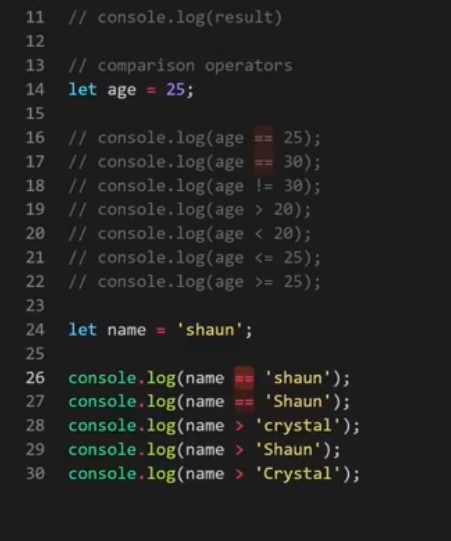 11 // console.log(result)
12
13 // comparison operators
14 let age = 25;
15
16 // console.log(age == 25);
17 // console.log(age == 30);
18 // console.log(age != 30);
19 // console.log(age > 20);
20 // console.log(age < 20);
21 // console.log(age <= 25);
22 // console.log(age >= 25);
23
24 let name = 'shaun';
25
26 console.log(name == 'shaun');
27 console.log(name == 'Shaun');
28 console.log(name > 'crystal');
29 console.log(name > 'Shaun');
30 console.log(name > 'Crystal');